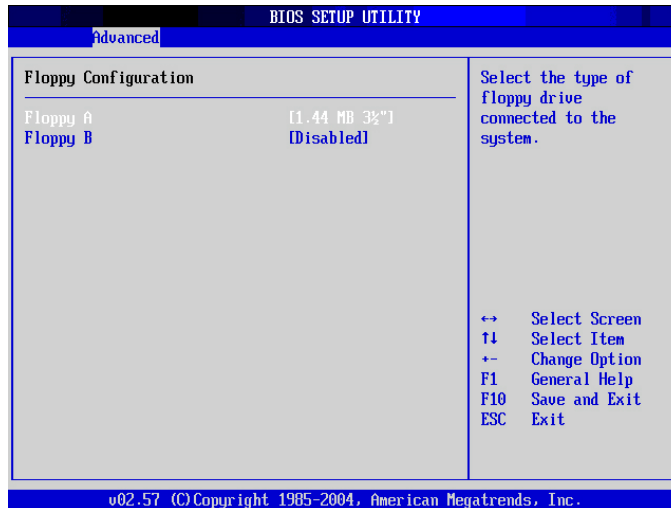 BIOS SETUP UTILITY
Advanced
Floppy Configuration
Floppy A [1.44 MB 3½"]
Floppy B [Disabled]
Select the type of
floppy drive
connected to the
system.
↔ Select Screen
↑↓ Select Item
+- Change Option
F1 General Help
F10 Save and Exit
ESC Exit
v02.57 (C)Copyright 1985-2004, American Megatrends, Inc.